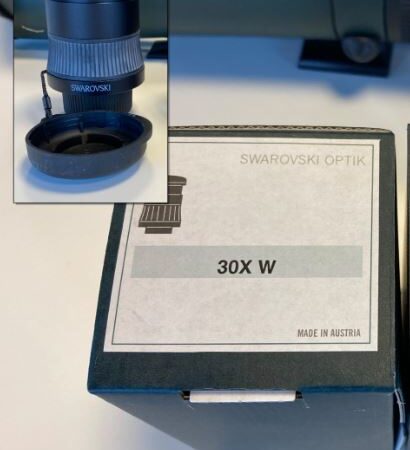 SWAROVSKI
SWAROVSKI OPTIK
30X W
MADE IN AUSTRIA